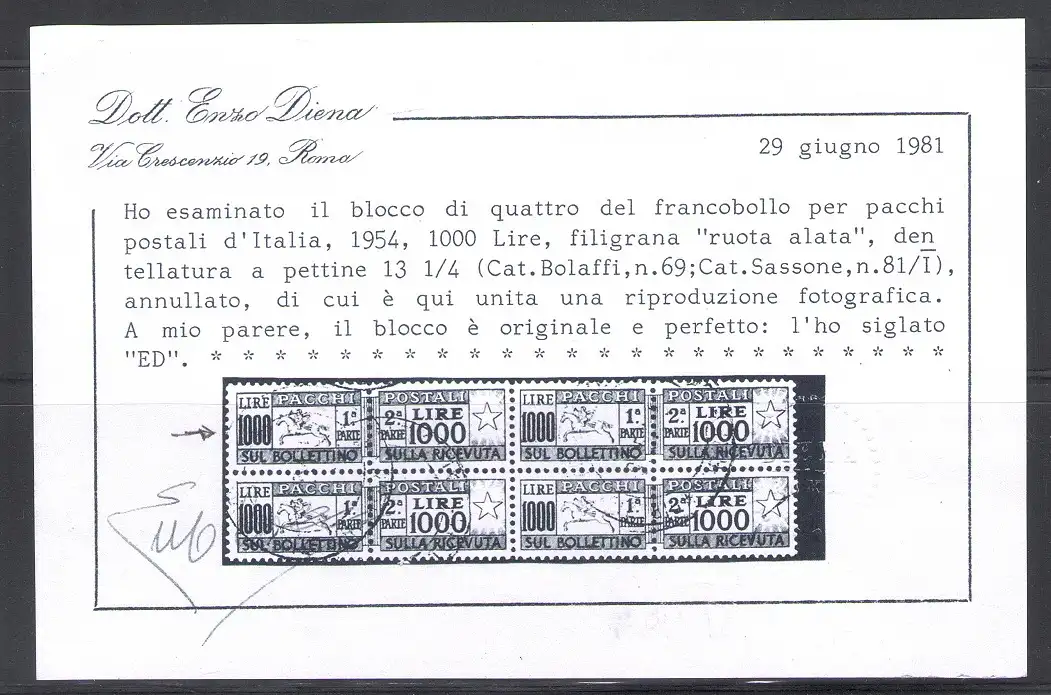 Dott. Enzo Diena
Via Crescenzio 19, Roma
29 giugno 1981
Ho esaminato il blocco di quattro del francobollo per pacchi
postali d'Italia, 1954, 1000 Lire, filigrana "ruota alata", den
tellatura a pettine 13 1/4 (Cat.Bolaffi,n.69;Cat.Sassone,n.81/I),
annullato, di cui è qui unita una riproduzione fotografica.
A mio parere, il blocco è originale e perfetto: l'ho siglato
"ED". * * * * * * * * * * * * * * * * * * * * * * *
LIRE PACCHI POSTALI LIRE PACCHI POSTALI
1000 1ª PARTE 2ª PARTE LIRE 1000 1000 1ª PARTE 2ª PARTE LIRE 1000
SUL BOLLETTINO SULLA RICEVUTA SUL BOLLETTINO SULLA RICEVUTA
LIRE PACCHI POSTALI LIRE PACCHI POSTALI
1000 1ª PARTE 2ª PARTE LIRE 1000 1000 1ª PARTE 2ª PARTE LIRE 1000
SUL BOLLETTINO SULLA RICEVUTA SUL BOLLETTINO SULLA RICEVUTA